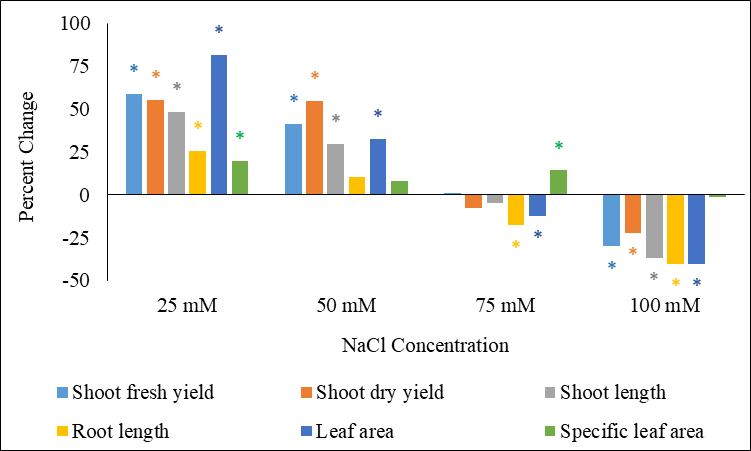 100
75
50
25
0
-25
-50
Percent Change
* * * * * *
* * * *
* * *
* * * * *
25 mM 50 mM 75 mM 100 mM
NaCl Concentration
Shoot fresh yield Shoot dry yield Shoot length
Root length Leaf area Specific leaf area